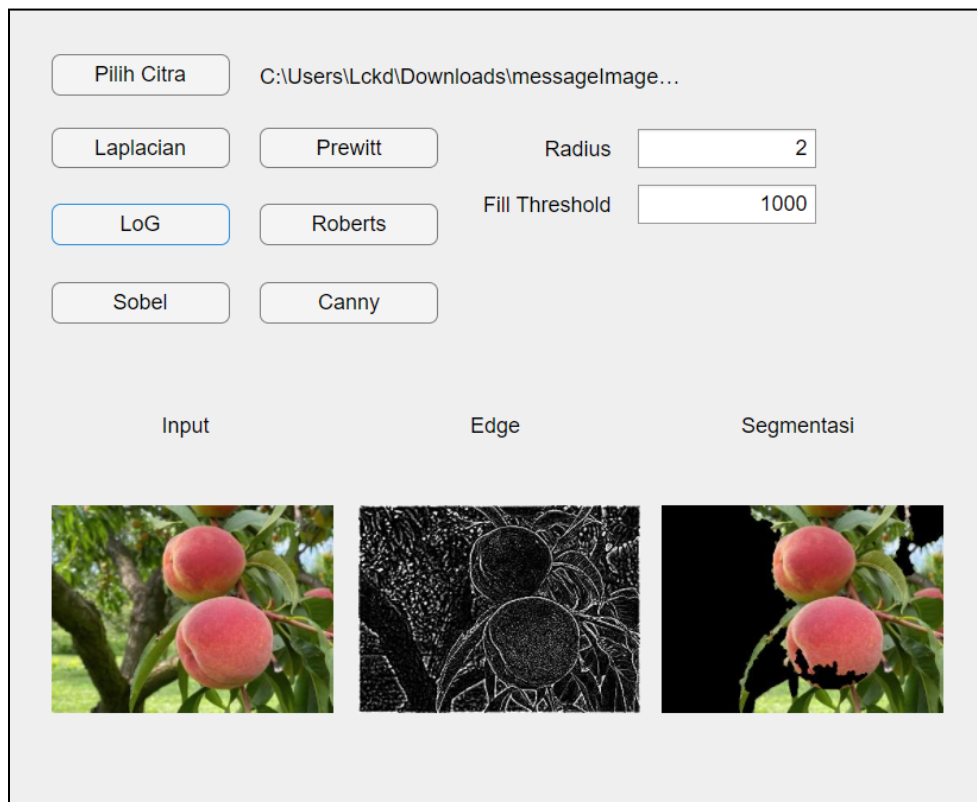 Pilih Citra C:\Users\Lckd\Downloads\messageImage…
Laplacian Prewitt Radius 2
Fill Threshold 1000
LoG Roberts
Sobel Canny
Input Edge Segmentasi